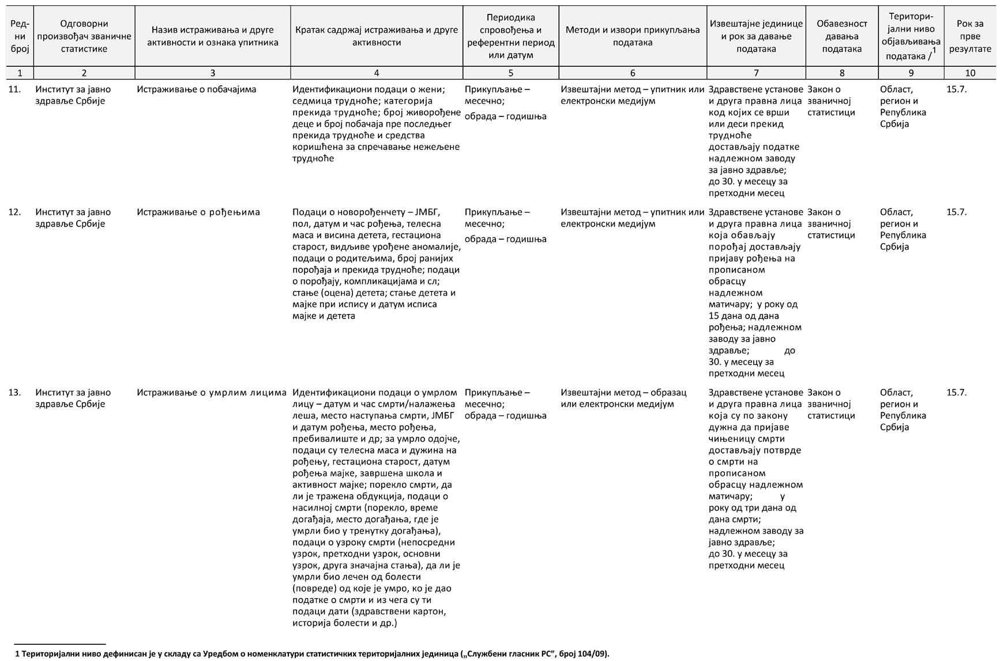 Ред-
ни
број
Одговорни
произвођач званичне
статистике
Назив истраживања и друге
активности и ознака упитника
Кратак садржај истраживања и друге
активности
Периодика
спровођења и
референтни период
или датум
Методи и извори прикупљања
података
Извештајне јединице
и рок за давање
података
Обавезност
давања
података
Територи-
јални ниво
објављивања
података /1
Рок за
прве
резултате
1 2 3 4 5 6 7 8 9 10
11.
Институт за јавно
здравље Србије
Истраживање о побачајима
Идентификациони подаци о жени;
седмица трудноће; категорија
прекида трудноће; број живорођене
деце и број побачаја пре последњег
прекида трудноће и средства
коришћена за спречавање нежељене
трудноће
Прикупљање –
месечно;
обрада – годишња
Извештајни метод – упитник или
електронски медијум
Здравствене установе
и друга правна лица
код којих се врши
или деси прекид
трудноће
достављају податке
надлежном заводу
за јавно здравље;
до 30. у месецу за
претходни месец
Закон о
званичној
статистици
Област,
регион и
Република
Србија
15.7.
12.
Институт за јавно
здравље Србије
Истраживање о рођењима
Подаци о новорођенчету – ЈМБГ,
пол, датум и час рођења, телесна
маса и висина детета, гестациона
старост, видљиве урођене аномалије,
подаци о родитељима, број ранијих
порођаја и прекида трудноће; подаци
о порођају, компликацијама и сл;
стање (оцена) детета; стање детета и
мајке при испису и датум исписа
мајке и детета
Прикупљање –
месечно;
обрада – годишња
Извештајни метод – упитник или
електронски медијум
Здравствене установе
и друга правна лица
која обављају
порођај достављају
пријаву рођења на
прописаном
обрасцу
надлежном
матичару; у року од
15 дана од дана
рођења; надлежном
заводу за јавно
здравље; до
30. у месецу за
претходни месец
Закон о
званичној
статистици
Област,
регион и
Република
Србија
15.7.
13.
Институт за јавно
здравље Србије
Истраживање о умрлим лицима
Идентификациони подаци о умрлом
лицу – датум и час смрти/налажења
леша, место наступања смрти, ЈМБГ
и датум рођења, место рођења,
пребивалиште и др; за умрло одојче,
подаци су телесна маса и дужина на
рођењу, гестациона старост, датум
рођења мајке, завршена школа и
активност мајке; порекло смрти, да
ли је тражена обдукција, подаци о
насилној смрти (порекло, време
догађаја, место догађања, где је
умрли био у тренутку догађања),
подаци о узроку смрти (непосредни
узрок, претходни узрок, основни
узрок, друга значајна стања), да ли је
умрли био лечен од болести
(повреде) од које је умро, ко је дао
податке о смрти и из чега су ти
подаци дати (здравствени картон,
историја болести и др.)
Прикупљање –
месечно;
обрада – годишња
Извештајни метод – образац
или електронски медијум
Здравствене установе
и друга правна лица
која су по закону
дужна да пријаве
чињеницу смрти
достављају потврде
о смрти на
прописаном
обрасцу надлежном
матичару; у
року од три дана од
дана смрти;
надлежном заводу за
јавно здравље;
до 30. у месецу за
претходни месец
Закон о
званичној
статистици
Област,
регион и
Република
Србија
15.7.
1 Територијални ниво дефинисан је у складу са Уредбом о номенклатури статистичких територијалних јединица („Службени гласник РС”, број 104/09).